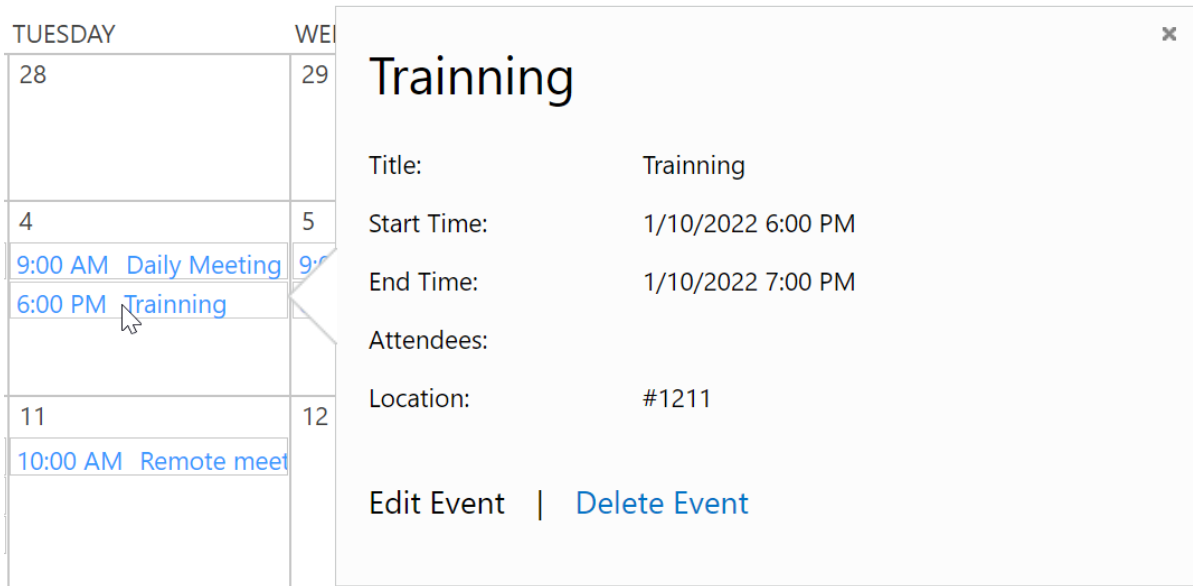 TUESDAY
28
29
4
9:00 AM Daily Meeting
6:00 PM Trainning
5
11
10:00 AM Remote meet
12
Trainning
Title: Trainning
Start Time: 1/10/2022 6:00 PM
End Time: 1/10/2022 7:00 PM
Attendees:
Location: #1211
Edit Event | Delete Event